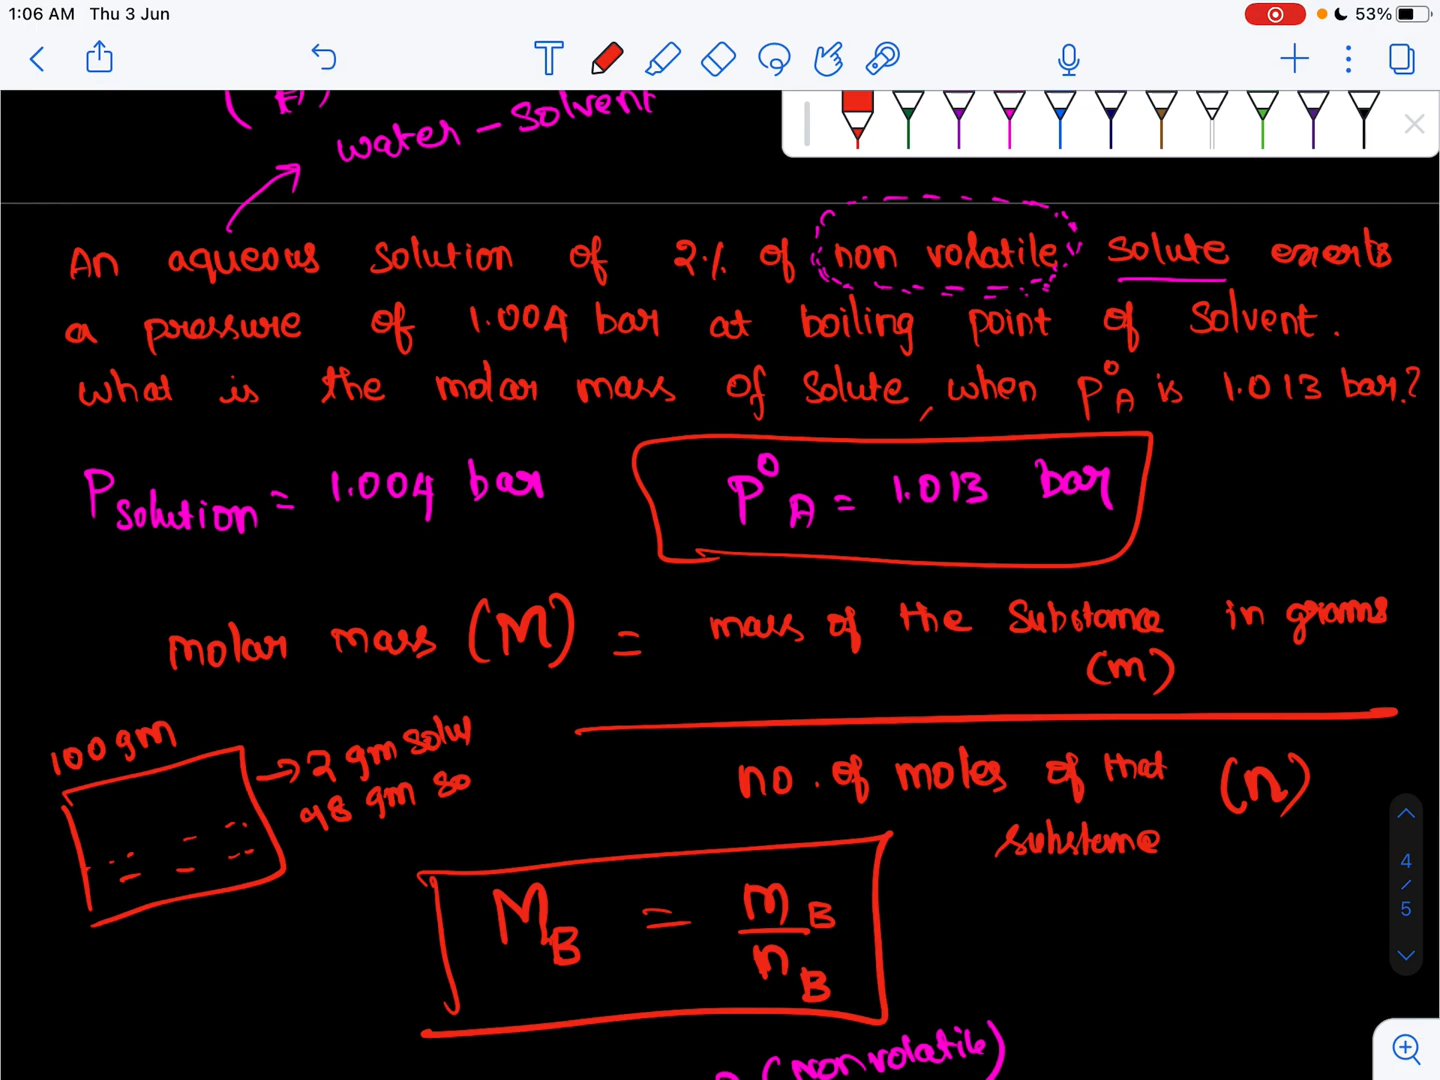 1:06 AM Thu 3 Jun
53%
T
water - solvent
An aqueous solution of 2% of non volatile solute exerts
a pressure of 1.004 bar at boiling point of solvent.
what is the molar mass of solute, when P°A is 1.013 bar?
Psolution = 1.004 bar
P°A = 1.013 bar
molar mass (M) = mass of the substance in grams
(m)
no. of moles of that (n)
substance
100 gm
→ 2 gm solu
98 gm so
MB = mB
nB
4
/
5
(nonvolatile)